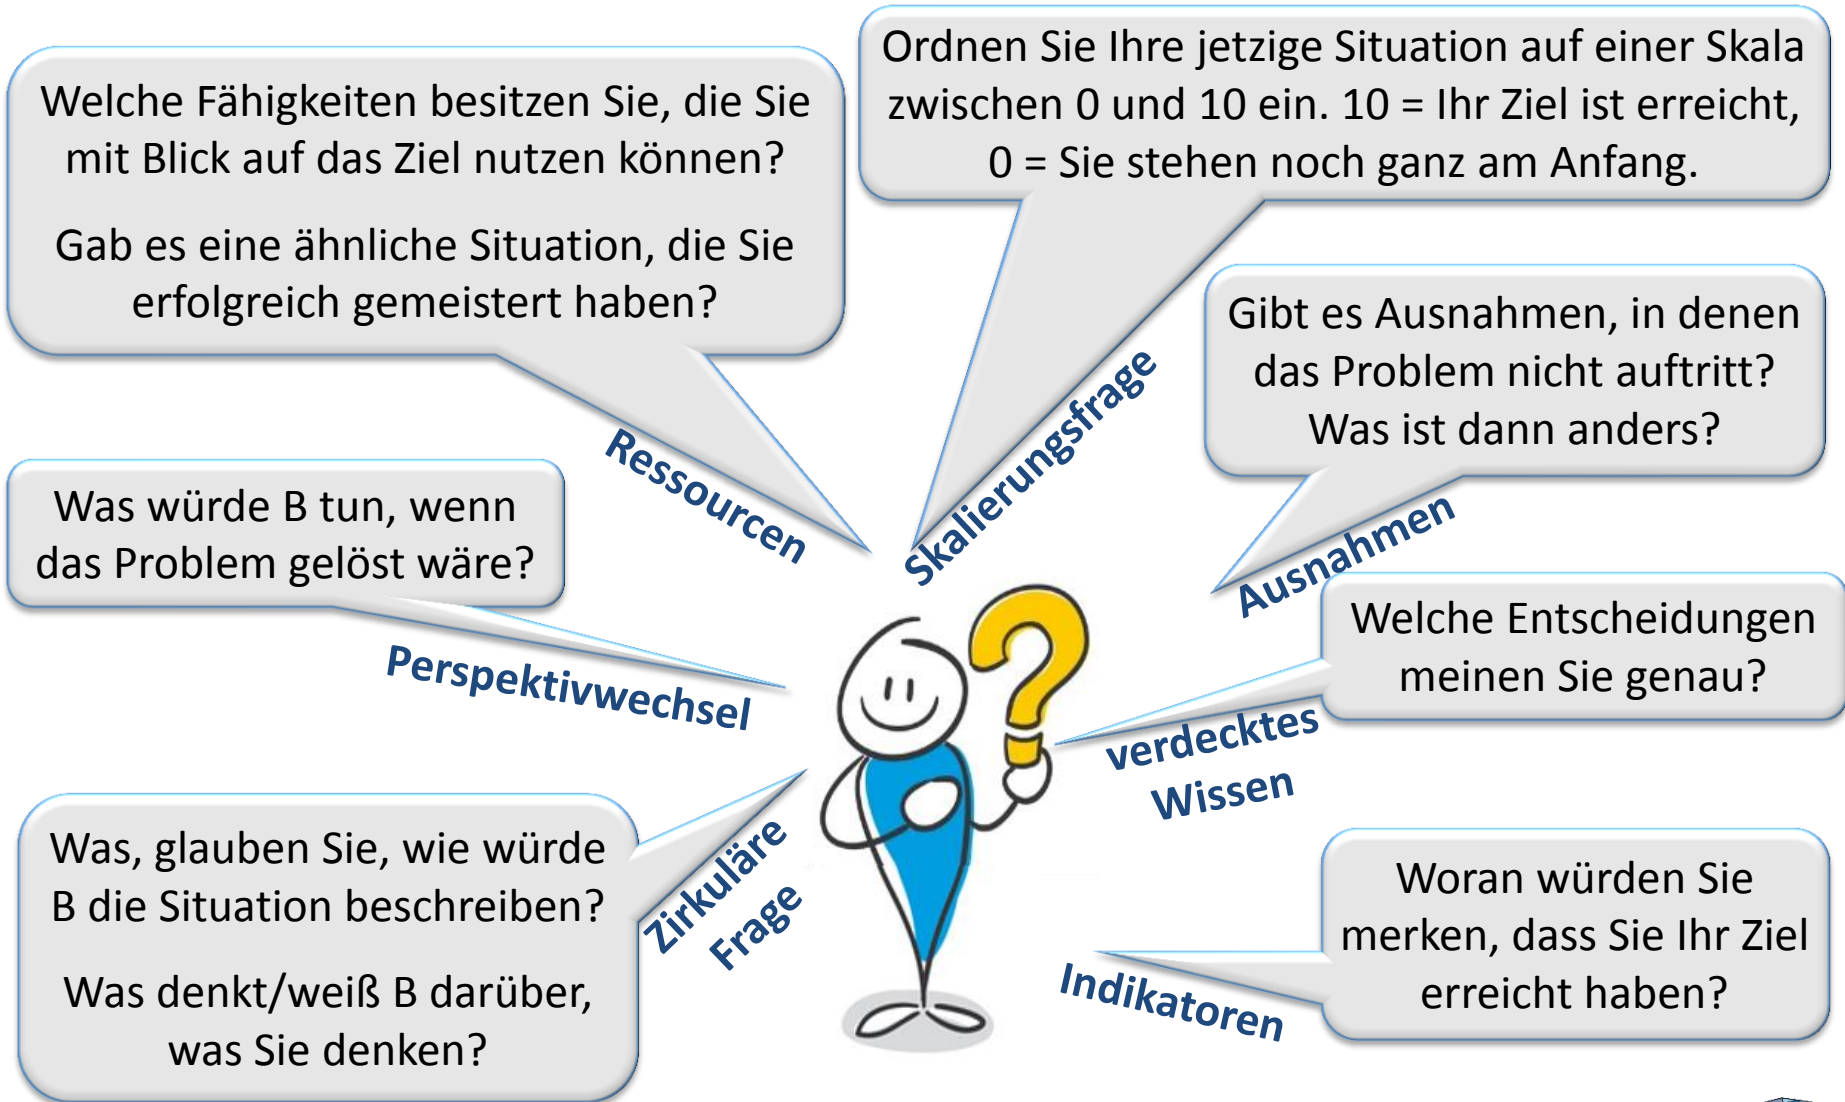 Welche Fähigkeiten besitzen Sie, die Sie
mit Blick auf das Ziel nutzen können?
Gab es eine ähnliche Situation, die Sie
erfolgreich gemeistert haben?
Ressourcen
Ordnen Sie Ihre jetzige Situation auf einer Skala
zwischen 0 und 10 ein. 10 = Ihr Ziel ist erreicht,
0 = Sie stehen noch ganz am Anfang.
Skalierungsfrage
Gibt es Ausnahmen, in denen
das Problem nicht auftritt?
Was ist dann anders?
Ausnahmen
Was würde B tun, wenn
das Problem gelöst wäre?
Perspektivwechsel
Welche Entscheidungen
meinen Sie genau?
verdecktes
Wissen
Was, glauben Sie, wie würde
B die Situation beschreiben?
Was denkt/weiß B darüber,
was Sie denken?
Zirkuläre
Frage
Woran würden Sie
merken, dass Sie Ihr Ziel
erreicht haben?
Indikatoren